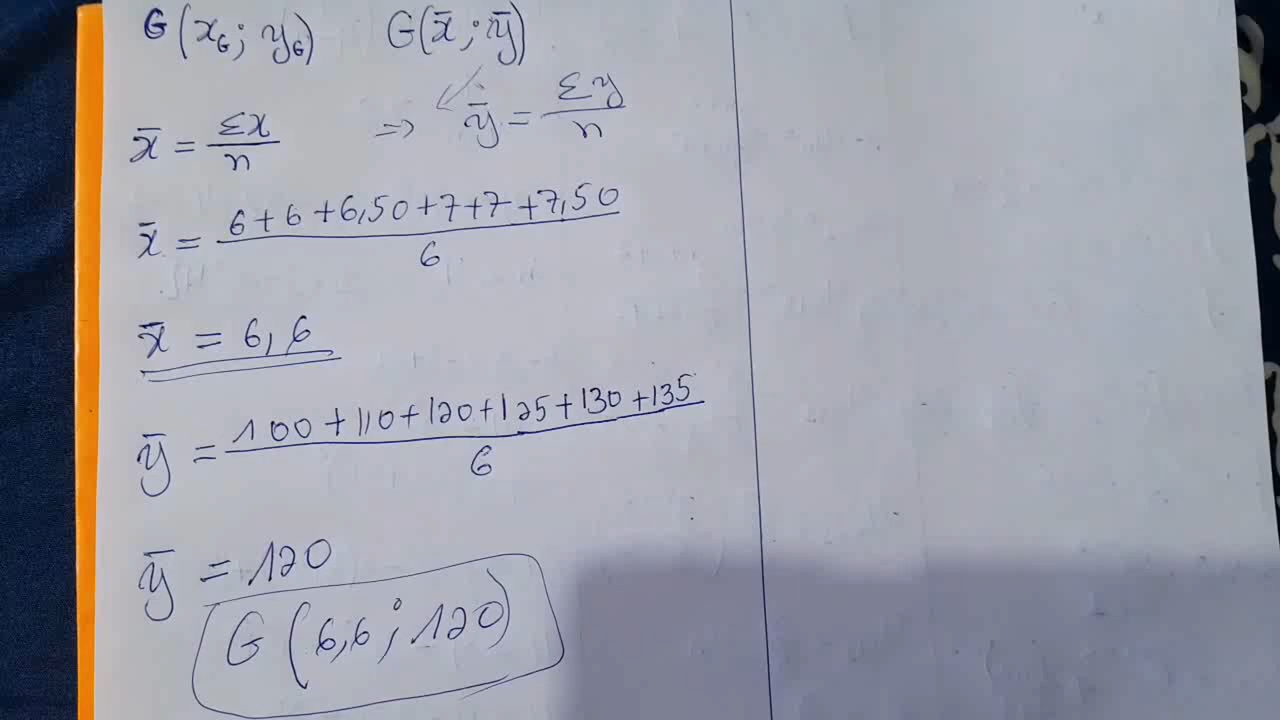 G(x_G; y_G) G(x̄; ȳ)
x̄ = Σx/n => ȳ = Σy/n
x̄ = (6+6+6,50+7+7+7,50)/6
x̄ = 6,6
ȳ = (100+110+120+125+130+135)/6
ȳ = 120
G(6,6; 120)